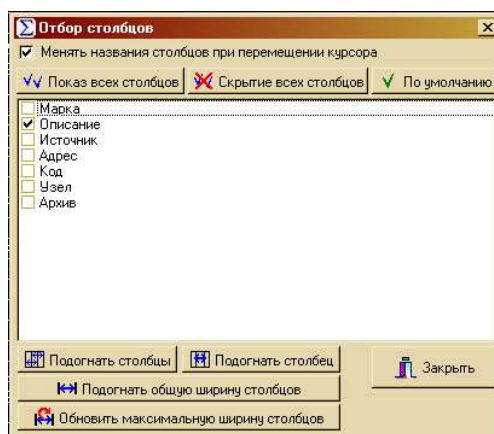 Отбор столбцов
Менять названия столбцов при перемещении курсора
Показ всех столбцов Скрытие всех столбцов По умолчанию
Марка
Описание
Источник
Адрес
Код
Узел
Архив
Подогнать столбцы Подогнать столбец Закрыть
Подогнать общую ширину столбцов
Обновить максимальную ширину столбцов